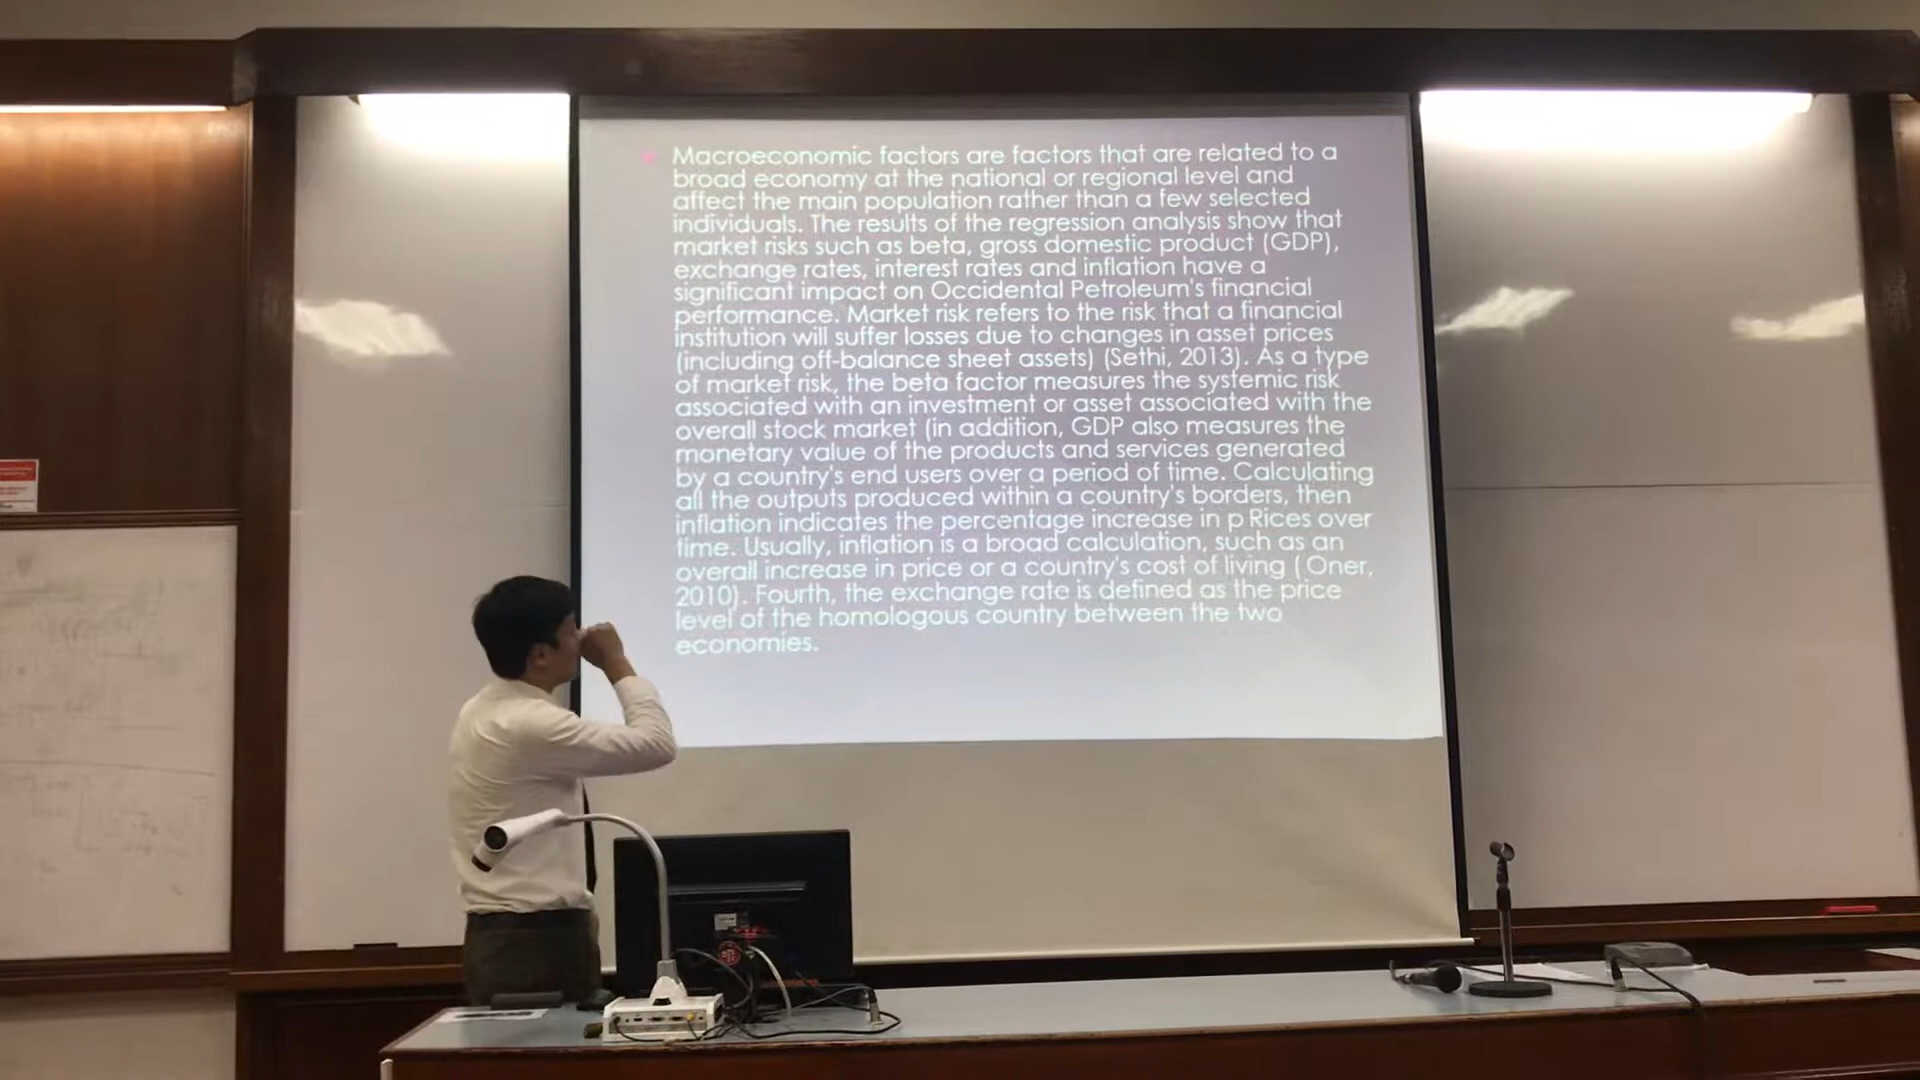 Macroeconomic factors are factors that are related to a
broad economy at the national or regional level and
affect the main population rather than a few selected
individuals. The results of the regression analysis show that
market risks such as beta, gross domestic product (GDP),
exchange rates, interest rates and inflation have a
significant impact on Occidental Petroleum's financial
performance. Market risk refers to the risk that a financial
institution will suffer losses due to changes in asset prices
(including off-balance sheet assets) (Sethi, 2013). As a type
of market risk, the beta factor measures the systemic risk
associated with an investment or asset associated with the
overall stock market (in addition, GDP also measures the
monetary value of the products and services generated
by a country's end users over a period of time. Calculating
all the outputs produced within a country's borders, then
inflation indicates the percentage increase in p Rices over
time. Usually, inflation is a broad calculation, such as an
overall increase in price or a country's cost of living ( Oner,
2010). Fourth, the exchange rate is defined as the price
level of the homologous country between the two
economies.